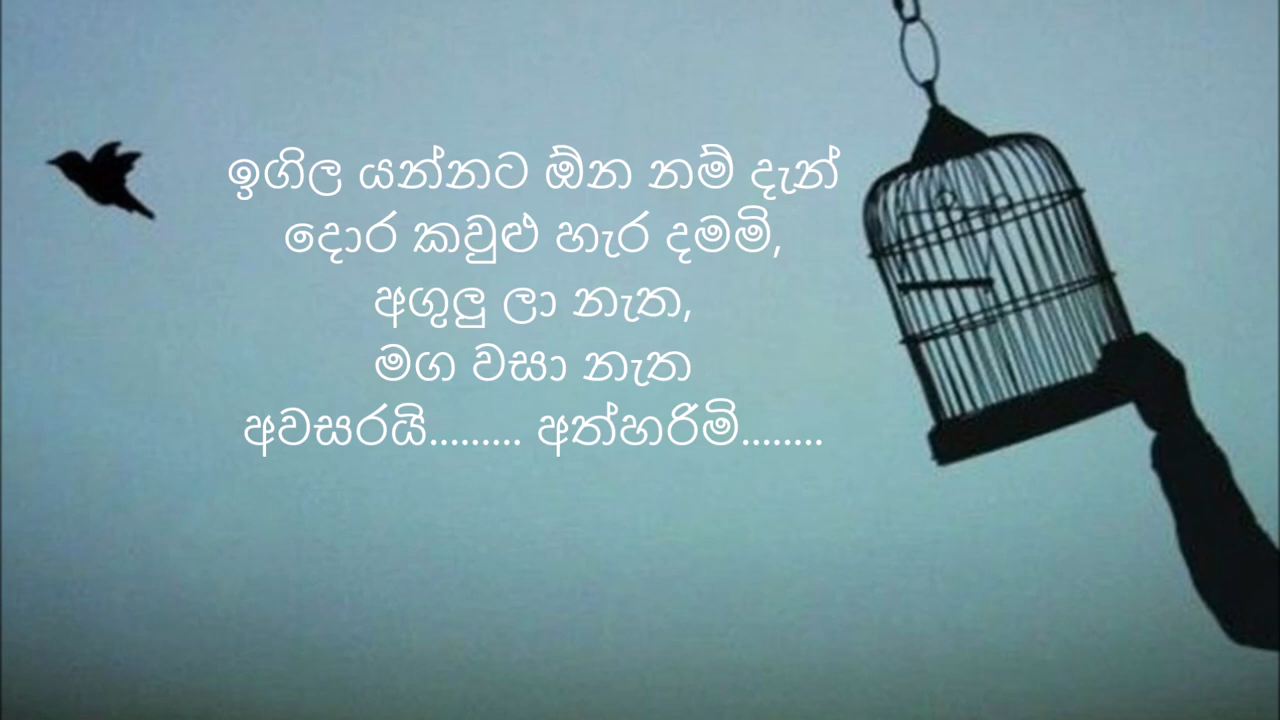 ඉගිල යන්නට ඕන නම් දැන්
දොර කවුළු හැර දමමි,
අගුලු ලා නැත,
මග වසා නැත
අවසරයි......... අත්හරිමි........